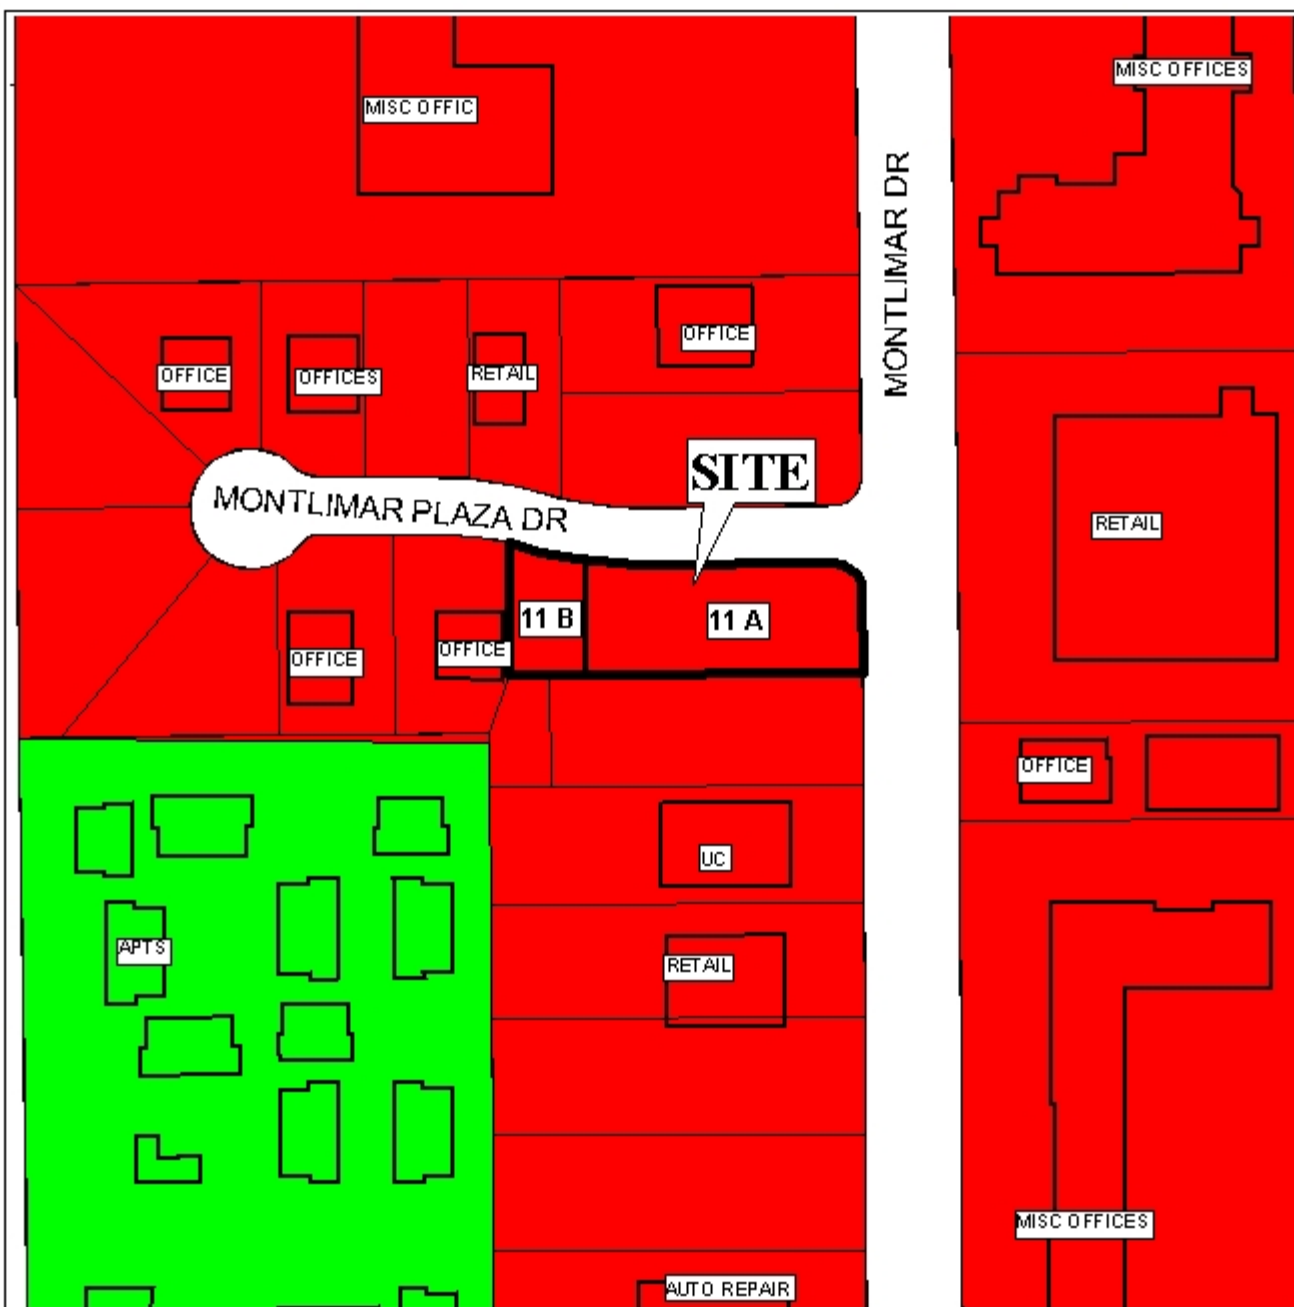 MISC OFFICES
MISC OFFIC
MONTLIMAR DR
OFFICE
OFFICE
OFFICES
RETAIL
SITE
MONTLIMAR PLAZA DR
RETAIL
11 B
11 A
OFFICE
OFFICE
OFFICE
UC
APTS
RETAIL
MISC OFFICES
AUTO REPAIR